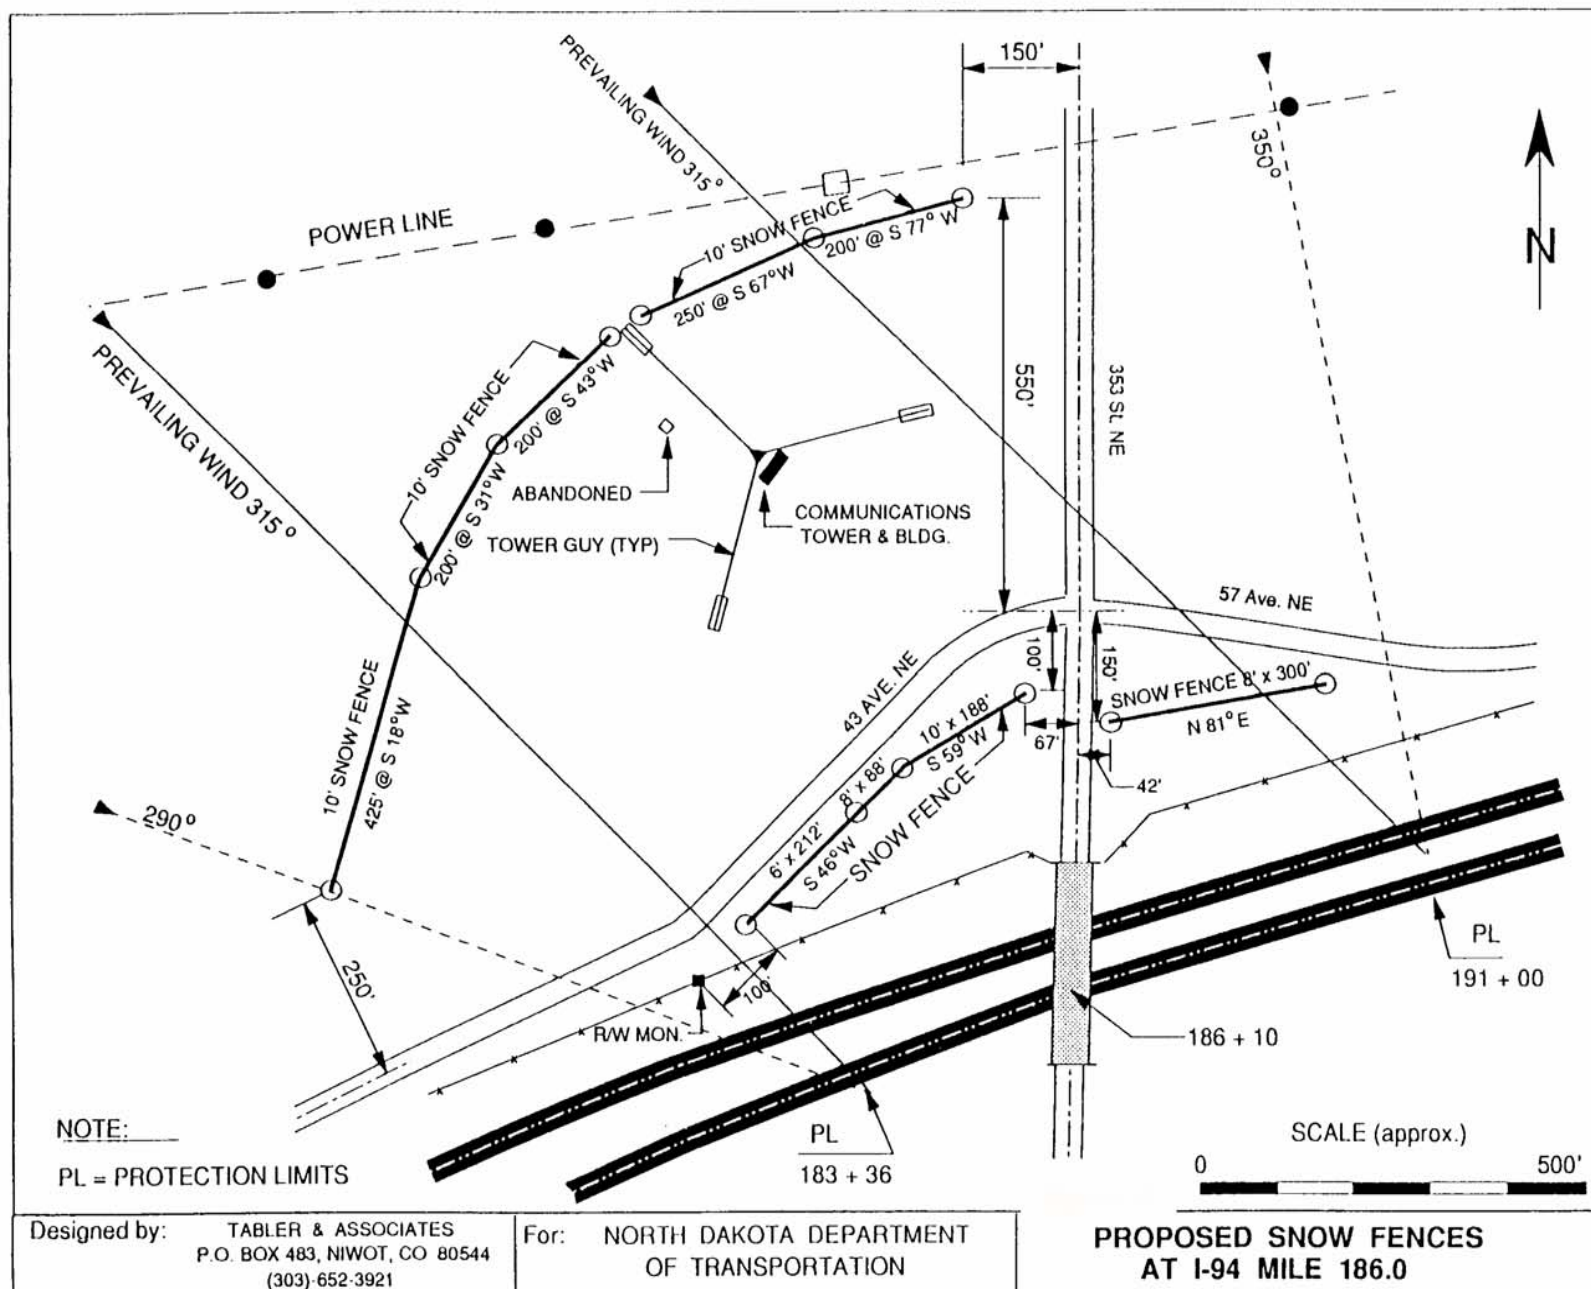 PREVAILING WIND 315°
150'
350°
N
POWER LINE
10' SNOW FENCE
200' @ S 77° W
250' @ S 67°W
PREVAILING WIND 315°
10' SNOW FENCE
200' @ S 43°W
200' @ S 31°W
550'
353 St. NE
ABANDONED
TOWER GUY (TYP)
COMMUNICATIONS
TOWER & BLDG.
57 Ave. NE
43 AVE. NE
100'
150'
SNOW FENCE 8' x 300'
N 81° E
10' SNOW FENCE
425' @ S 18°W
10' x 188'
S 59° W
67'
42'
8' x 88'
6' x 212'
S 46°W
SNOW FENCE
290°
250'
100'
R/W MON.
PL
191 + 00
186 + 10
PL
183 + 36
NOTE:
PL = PROTECTION LIMITS
SCALE (approx.)
0 500'
Designed by: TABLER & ASSOCIATES
P.O. BOX 483, NIWOT, CO 80544
(303)-652-3921
For: NORTH DAKOTA DEPARTMENT
OF TRANSPORTATION
PROPOSED SNOW FENCES
AT I-94 MILE 186.0